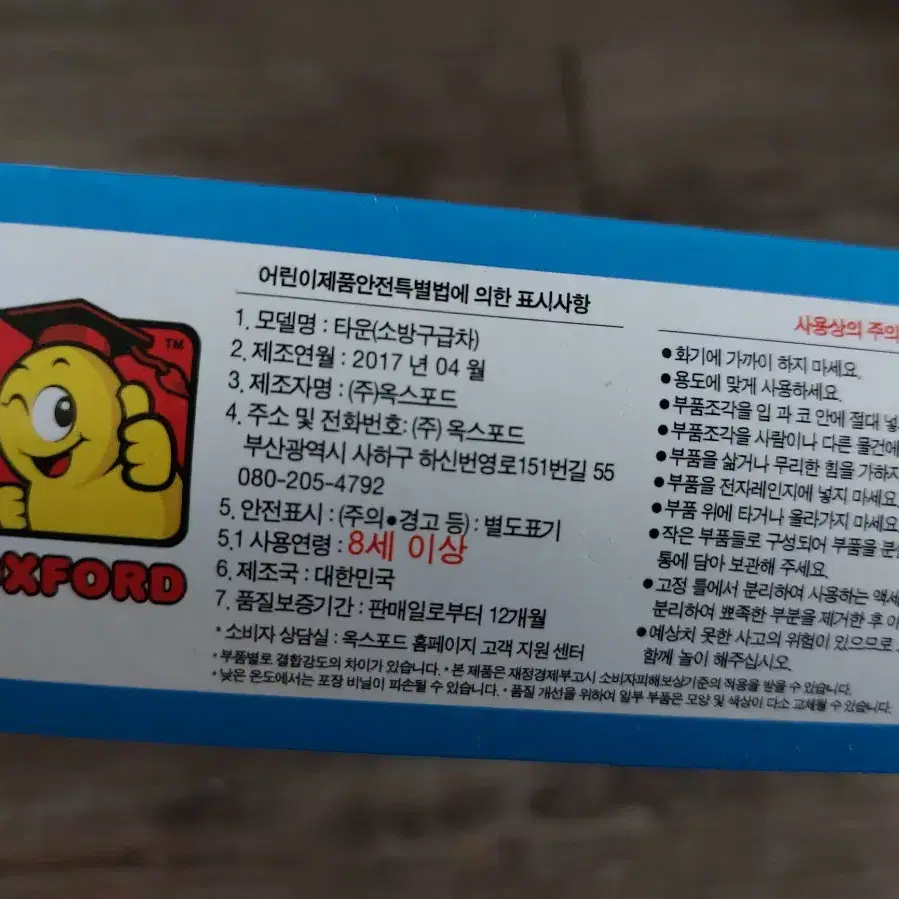 어린이제품안전특별법에 의한 표시사항
1. 모델명 : 타운(소방구급차)
2. 제조연월 : 2017 년 04 월
3. 제조자명 : (주)옥스포드
4. 주소 및 전화번호: (주) 옥스포드
부산광역시 사하구 하신번영로151번길 55
080-205-4792
5. 안전표시 : (주의●경고 등) : 별도표기
5.1 사용연령 : 8세 이상
6. 제조국 : 대한민국
7. 품질보증기간 : 판매일로부터 12개월
* 소비자 상담실 : 옥스포드 홈페이지 고객 지원 센터
* 부품별로 결합강도의 차이가 있습니다. * 본 제품은 재정경제부고시 소비자피해보상기준의 적용을 받을 수 있습니다.
* 낮은 온도에서는 포장 비닐이 파손될 수 있습니다. * 품질 개선을 위하여 일부 부품은 모양 및 색상이 다소 교체될 수 있습니다.
사용상의 주의
● 화기에 가까이 하지 마세요.
● 용도에 맞게 사용하세요.
● 부품조각을 입 과 코 안에 절대
● 부품조각을 사람이나 다른 물건에
● 부품을 삶거나 무리한 힘을 가하지
● 부품을 전자레인지에 넣지 마세요
● 부품 위에 타거나 올라가지 마세요
● 작은 부품들로 구성되어 부품을
통에 담아 보관해 주세요.
● 고정 틀에서 분리하여 사용하는
분리하여 뾰족한 부분을 제거한 후
● 예상치 못한 사고의 위험이 있으므로
함께 놀이 해주십시오.
TM
OXFORD